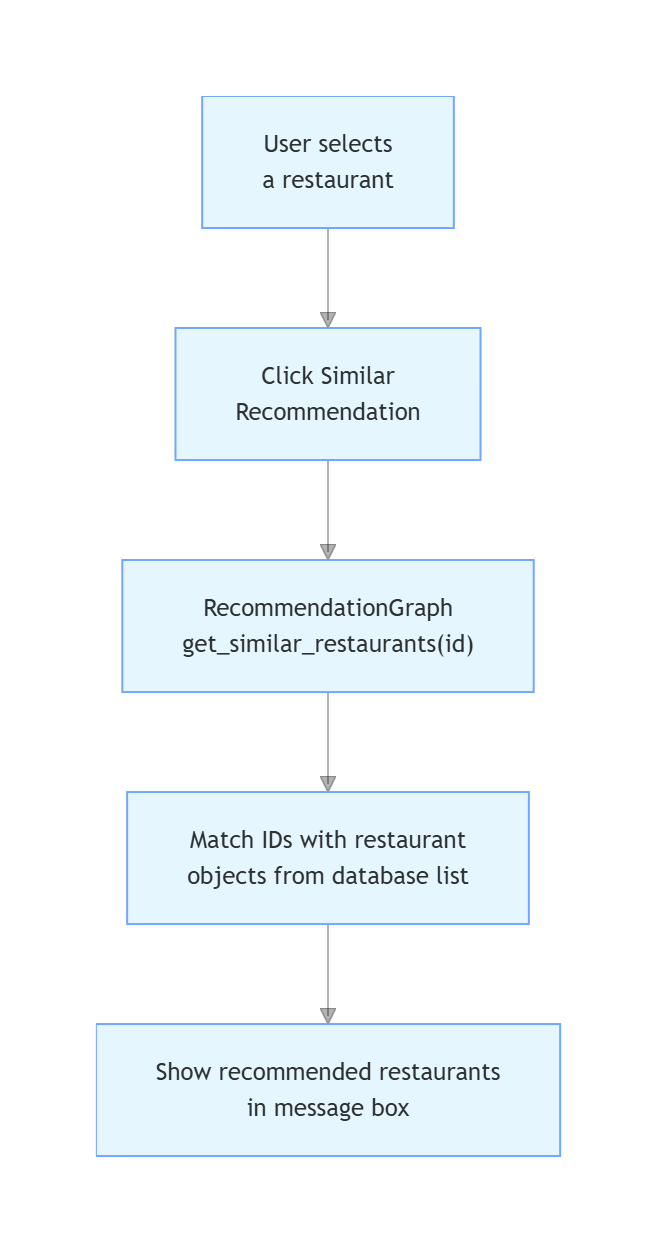 User selects
a restaurant
Click Similar
Recommendation
RecommendationGraph
get_similar_restaurants(id)
Match IDs with restaurant
objects from database list
Show recommended restaurants
in message box